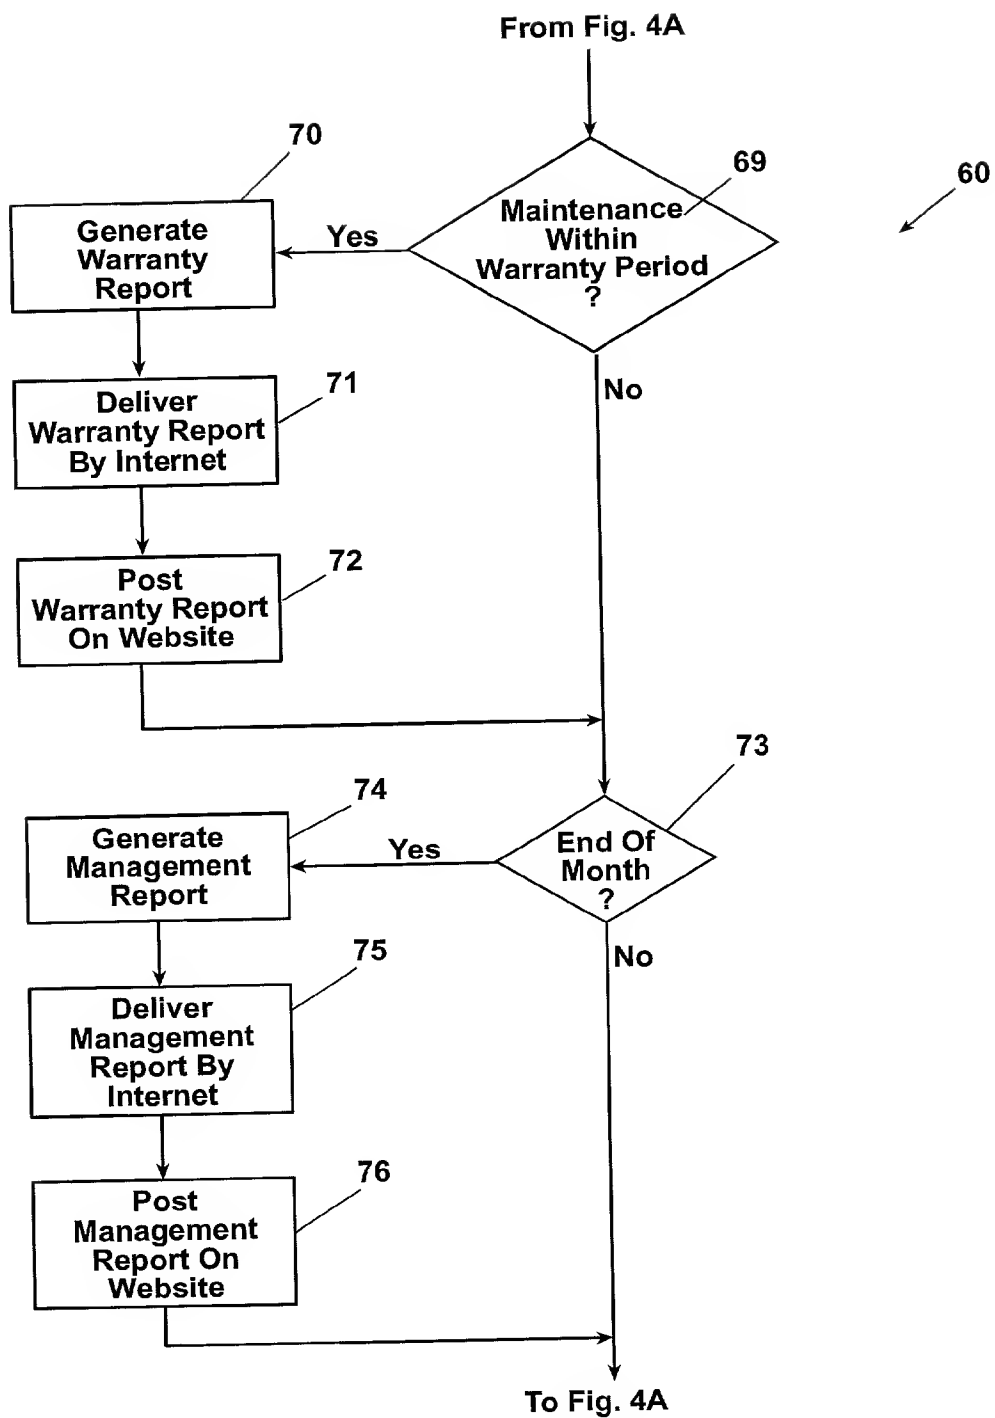 From Fig. 4A
70
69
60
Maintenance
Within
Warranty Period
?
Yes
Generate
Warranty
Report
No
71
Deliver
Warranty Report
By Internet
72
Post
Warranty Report
On Website
73
74
End Of
Month
?
Yes
Generate
Management
Report
No
75
Deliver
Management
Report By
Internet
76
Post
Management
Report On
Website
To Fig. 4A